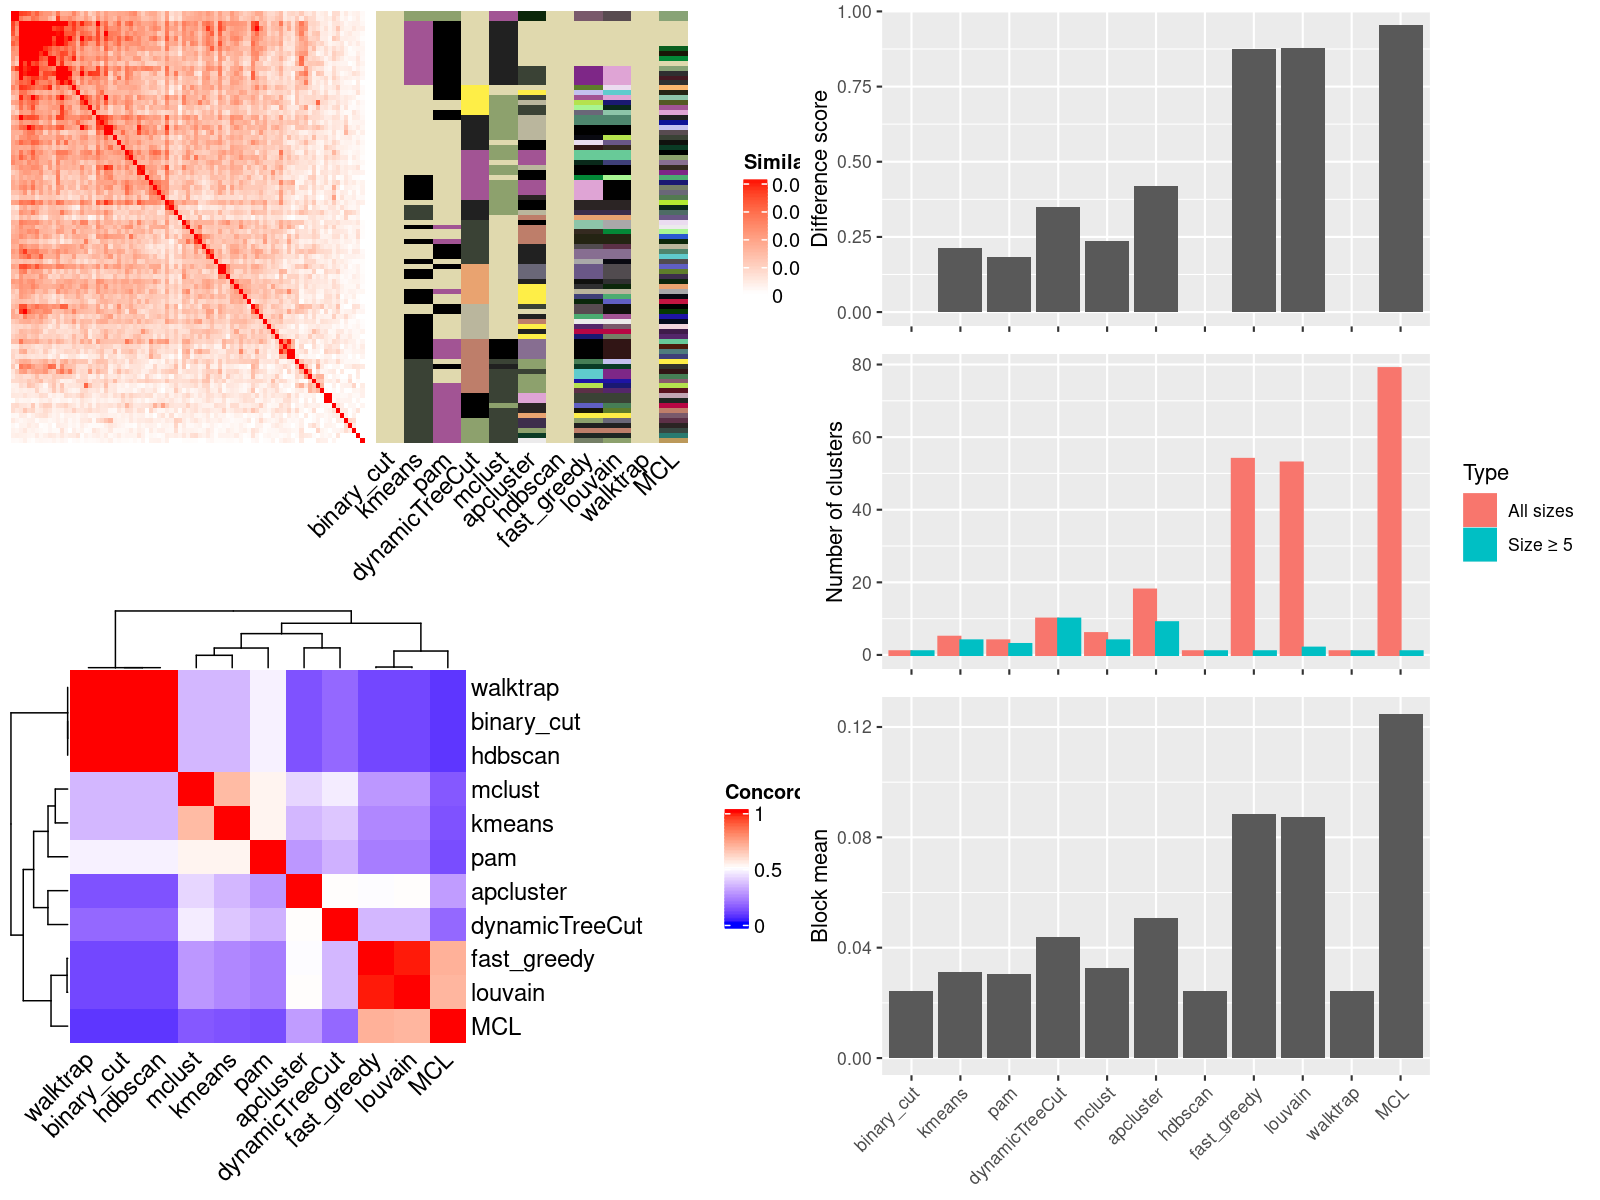 Simila
0.0
0.0
0.0
0.0
0
binary_cut
kmeans
pam
dynamicTreeCut
mclust
apcluster
hdbscan
fast_greedy
louvain
walktrap
MCL
walktrap
binary_cut
hdbscan
mclust
kmeans
pam
apcluster
dynamicTreeCut
fast_greedy
louvain
MCL
walktrap
binary_cut
hdbscan
mclust
kmeans
pam
apcluster
dynamicTreeCut
fast_greedy
louvain
MCL
Concord
1
0.5
0
Difference score
1.00
0.75
0.50
0.25
0.00
Number of clusters
80
60
40
20
0
Type
All sizes
Size ≥ 5
Block mean
0.12
0.08
0.04
0.00
binary_cut
kmeans
pam
dynamicTreeCut
mclust
apcluster
hdbscan
fast_greedy
louvain
walktrap
MCL